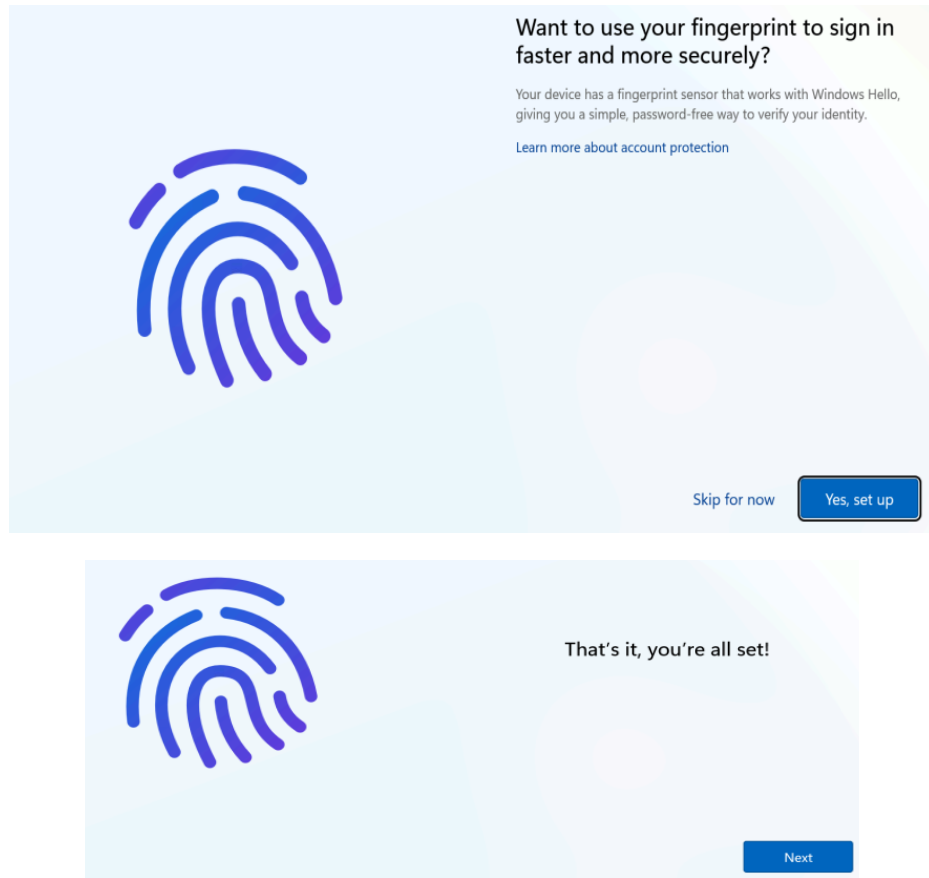 Want to use your fingerprint to sign in
faster and more securely?
Your device has a fingerprint sensor that works with Windows Hello,
giving you a simple, password-free way to verify your identity.
Learn more about account protection
Skip for now
Yes, set up
That's it, you're all set!
Next